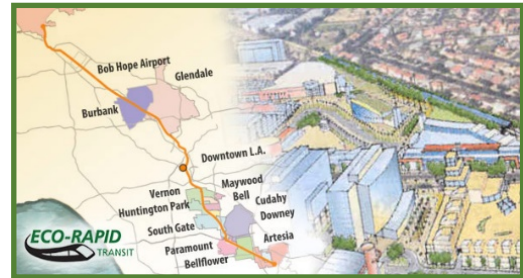 Bob Hope Airport
Glendale
Burbank
Downtown L.A.
Vernon
Maywood
Huntington Park
Bell
Cudahy
South Gate
Downey
Paramount
Artesia
Bellflower
ECO-RAPID
TRANSIT